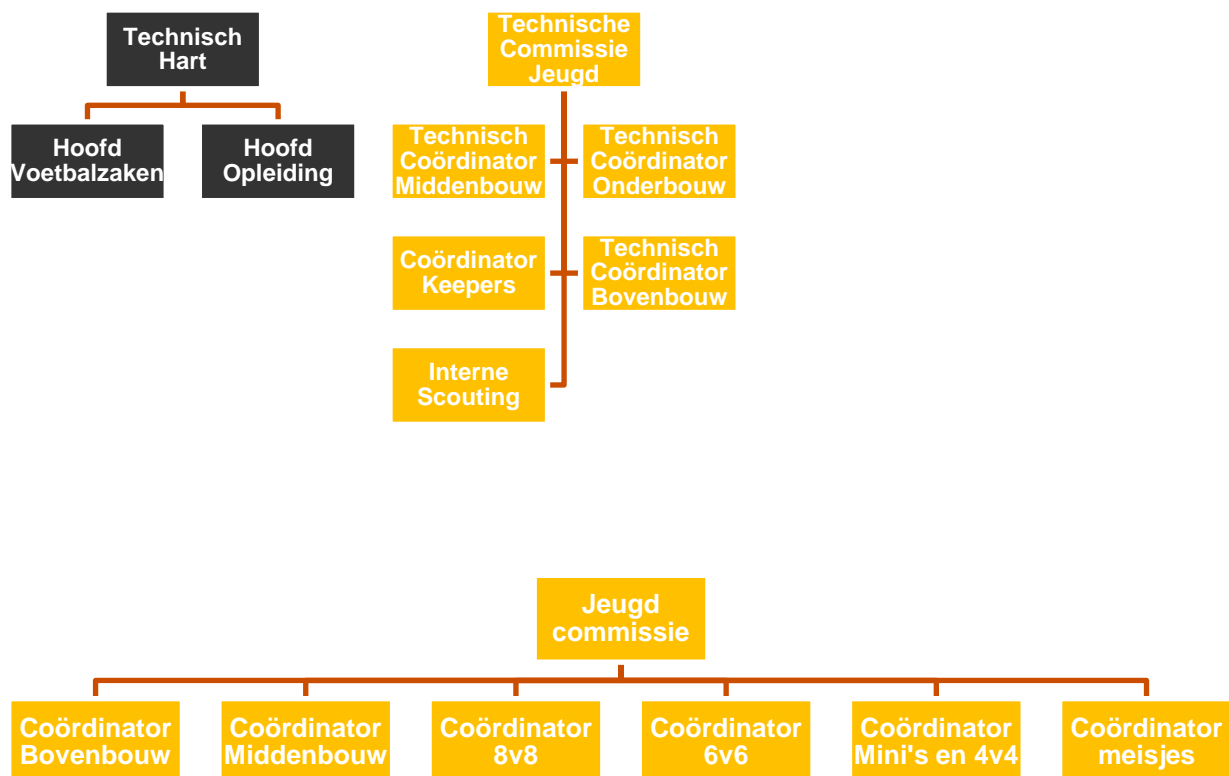 Technisch
Hart
Hoofd
Voetbalzaken
Hoofd
Opleiding
Technische
Commissie
Jeugd
Technisch
Coördinator
Middenbouw
Technisch
Coördinator
Onderbouw
Coördinator
Keepers
Technisch
Coördinator
Bovenbouw
Interne
Scouting
Jeugd
commissie
Coördinator
Bovenbouw
Coördinator
Middenbouw
Coördinator
8v8
Coördinator
6v6
Coördinator
Mini's en 4v4
Coördinator
meisjes